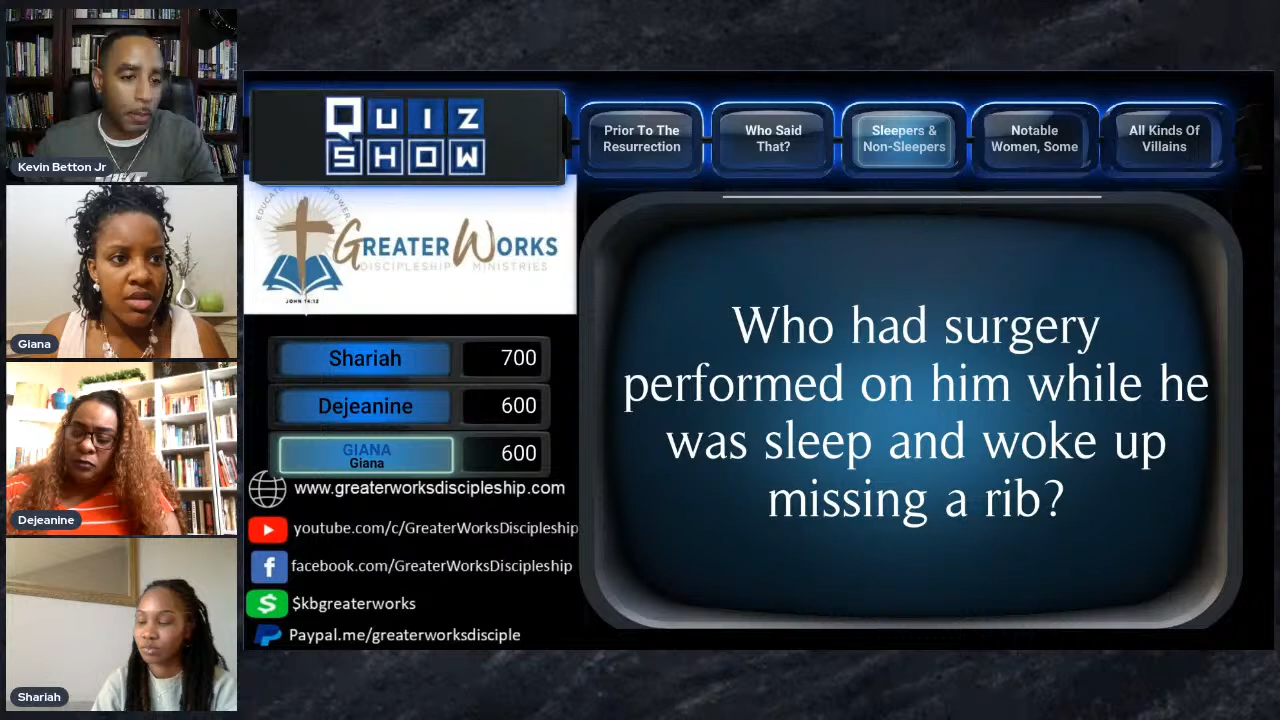 Kevin Betton Jr
Giana
Dejeanine
Shariah
QUIZ
SHOW
GREATER WORKS
DISCIPLESHIP MINISTRIES
JOHN 14:12
Shariah 700
Dejeanine 600
GIANA 600
Giana
www.greaterworksdiscipleship.com
youtube.com/c/GreaterWorksDiscipleship
facebook.com/GreaterWorksDiscipleship
$kbgreaterworks
Paypal.me/greaterworksdisciple
Prior To The
Resurrection
Who Said
That?
Sleepers &
Non-Sleepers
Notable
Women, Some
All Kinds Of
Villains
Who had surgery
performed on him while he
was sleep and woke up
missing a rib?